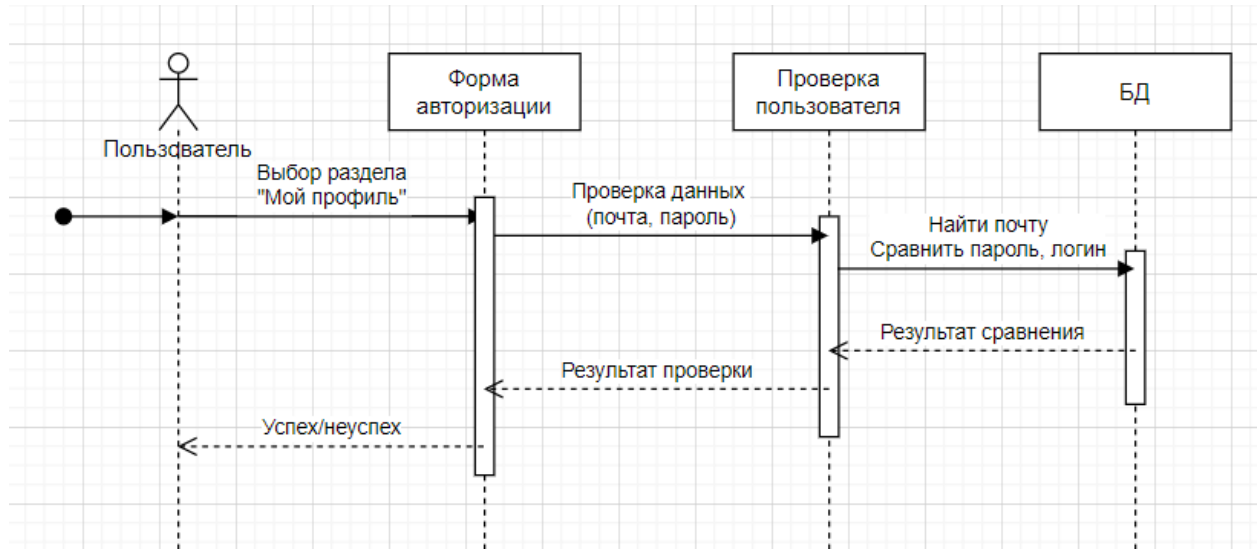 Форма
авторизации
Проверка
пользователя
БД
Пользователь
Выбор раздела
"Мой профиль"
Проверка данных
(почта, пароль)
Найти почту
Сравнить пароль, логин
Результат сравнения
Результат проверки
Успех/неуспех